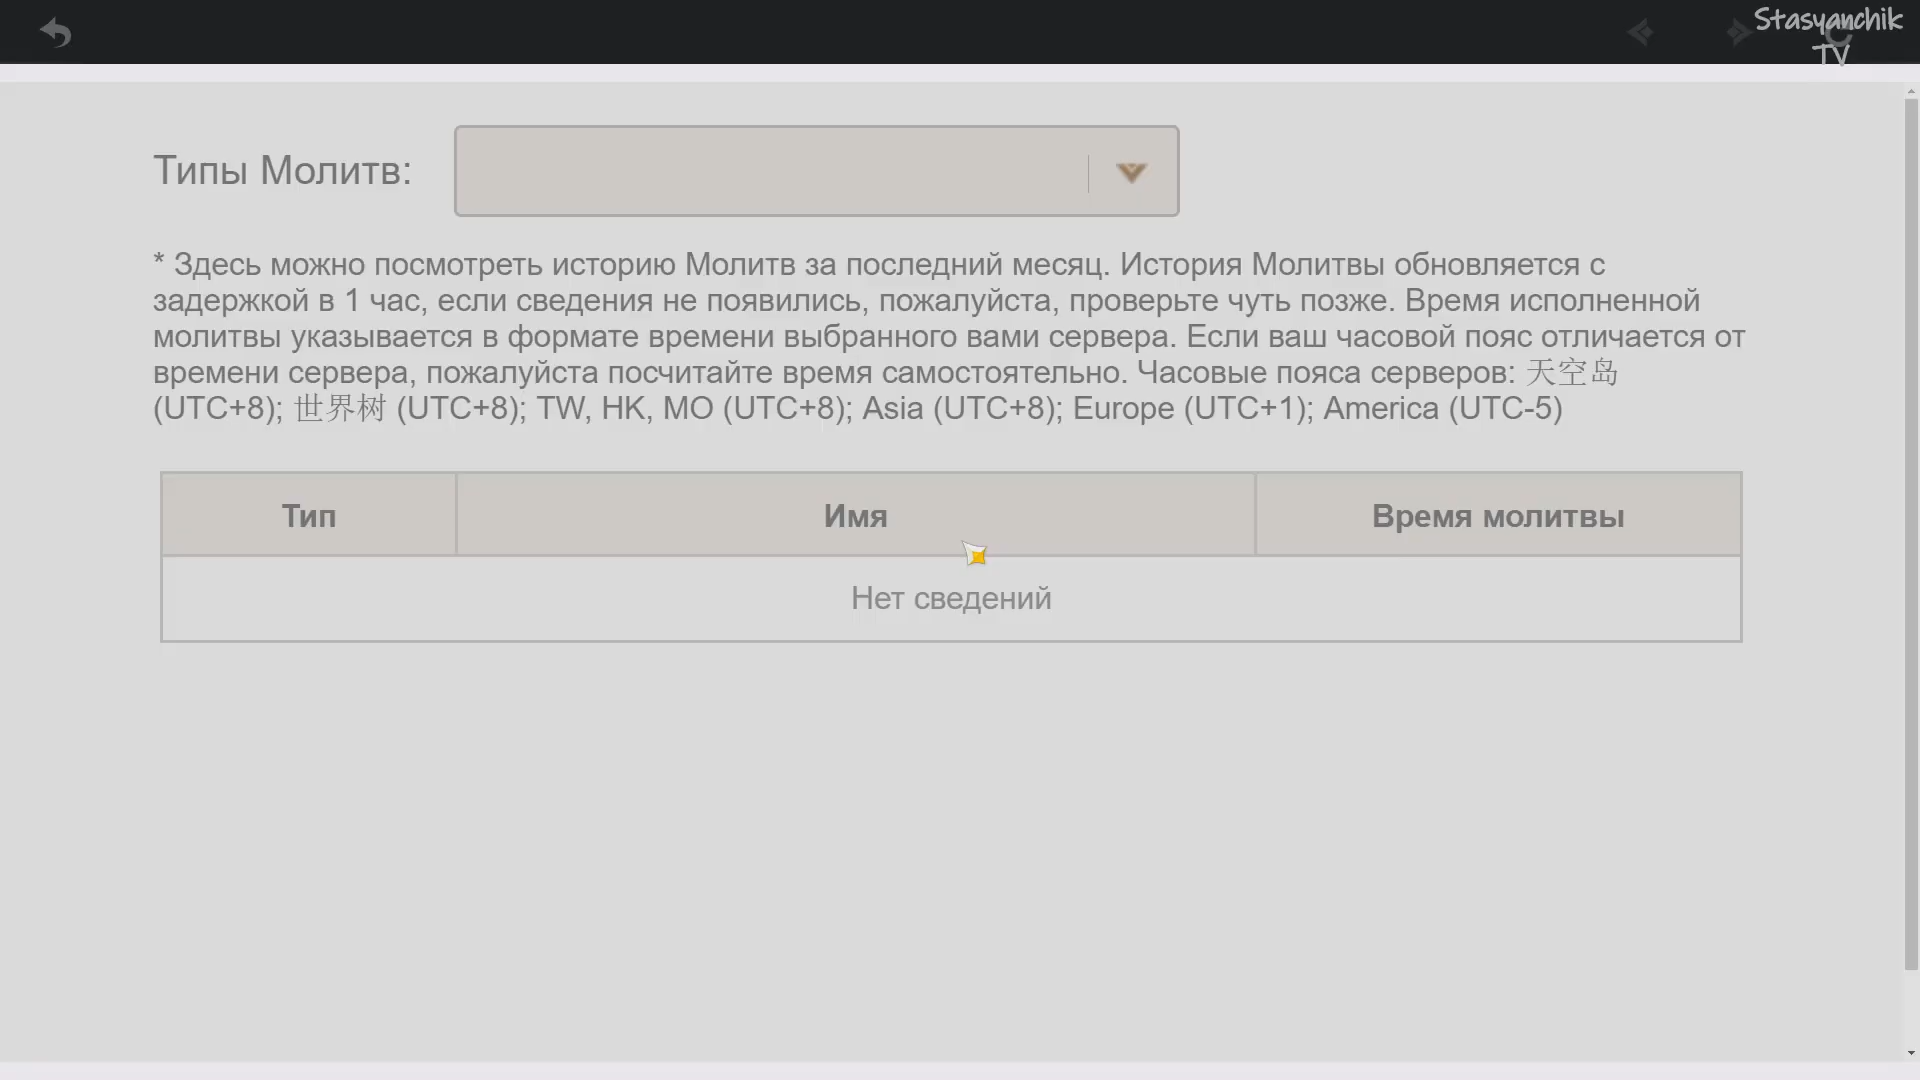 Stasyanchik
TV
Типы Молитв:
* Здесь можно посмотреть историю Молитв за последний месяц. История Молитвы обновляется с
задержкой в 1 час, если сведения не появились, пожалуйста, проверьте чуть позже. Время исполненной
молитвы указывается в формате времени выбранного вами сервера. Если ваш часовой пояс отличается от
времени сервера, пожалуйста посчитайте время самостоятельно. Часовые пояса серверов: 天空岛
(UTC+8); 世界树 (UTC+8); TW, HK, MO (UTC+8); Asia (UTC+8); Europe (UTC+1); America (UTC-5)
Тип Имя Время молитвы
Нет сведений